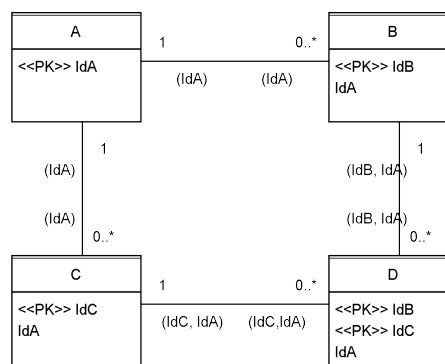 A
<<PK>> IdA
1
0..*
(IdA)
(IdA)
B
<<PK>> IdB
IdA
1
(IdA)
(IdA)
0..*
1
(IdB, IdA)
(IdB, IdA)
0..*
C
<<PK>> IdC
IdA
1
0..*
(IdC, IdA)
(IdC,IdA)
D
<<PK>> IdB
<<PK>> IdC
IdA